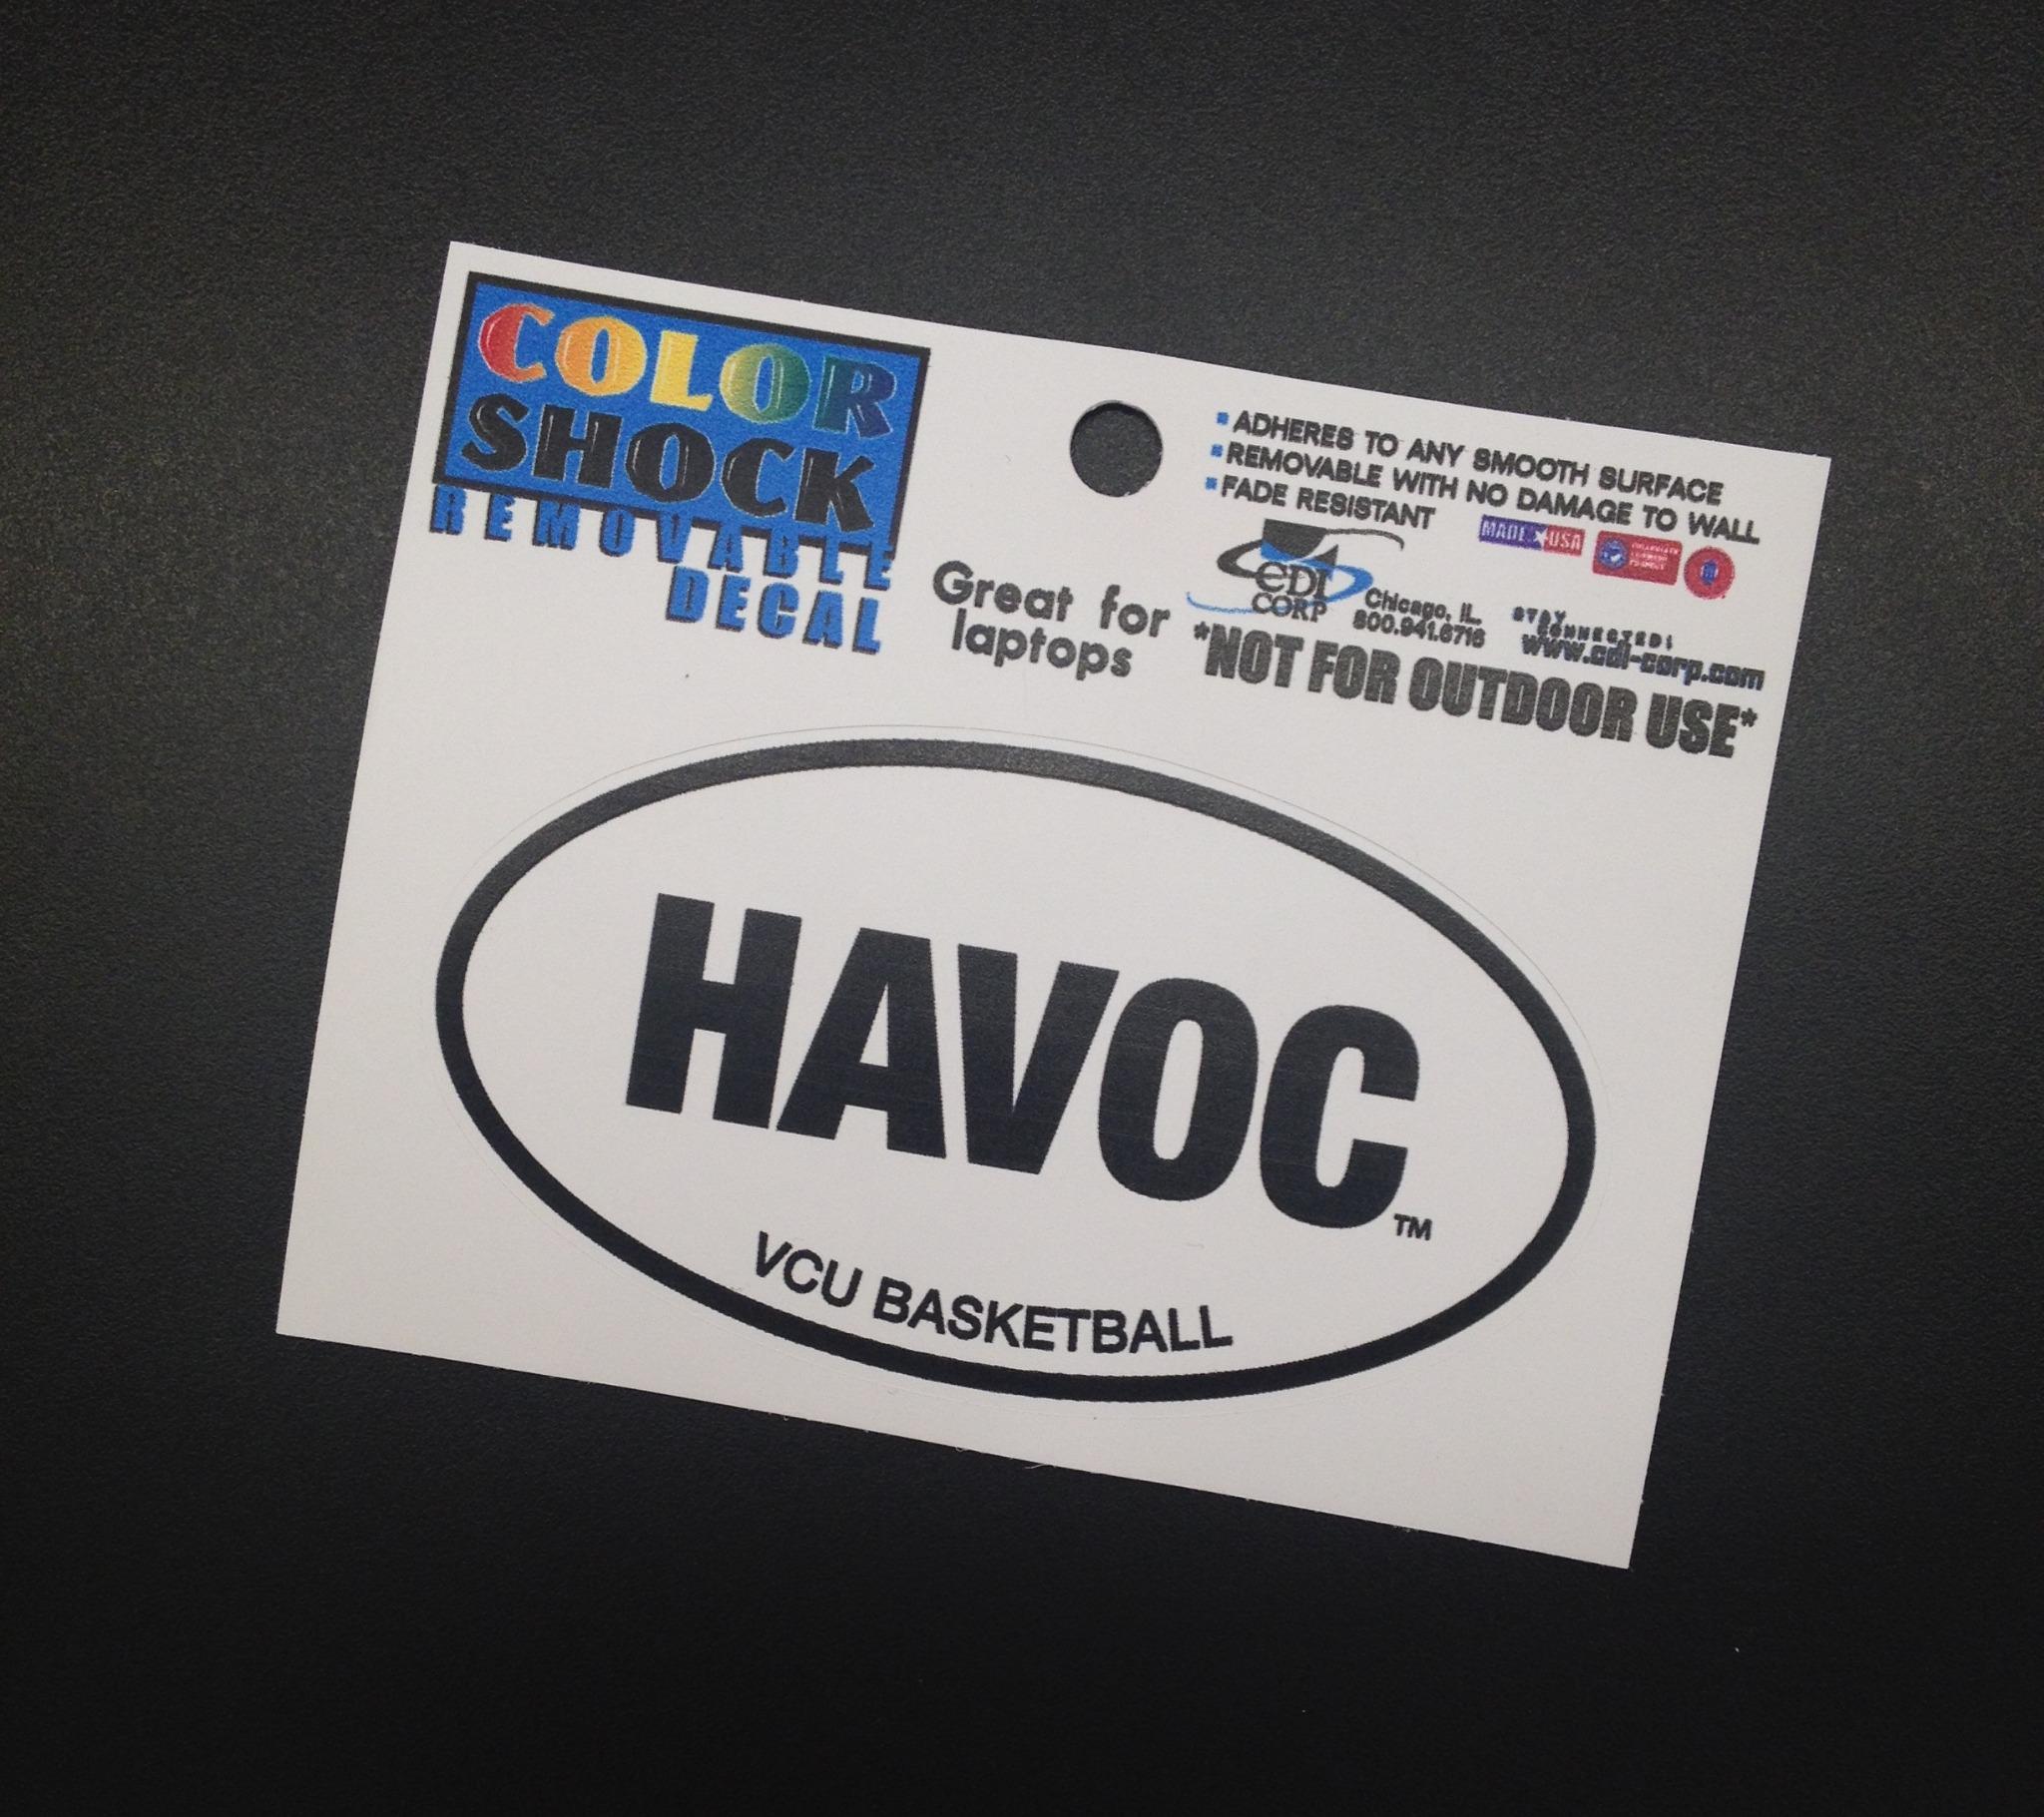 COLOR
SHOCK
REMOVABLE
DECAL
Great for
laptops
ADHERES TO ANY SMOOTH SURFACE
REMOVABLE WITH NO DAMAGE TO WALL
FADE RESISTANT
MADE USA
CDI
CORP
Chicago, IL.
800.941.6716
STAY
CONNECTED!
www.cdi-corp.com
*NOT FOR OUTDOOR USE*
HAVOC
TM
VCU BASKETBALL